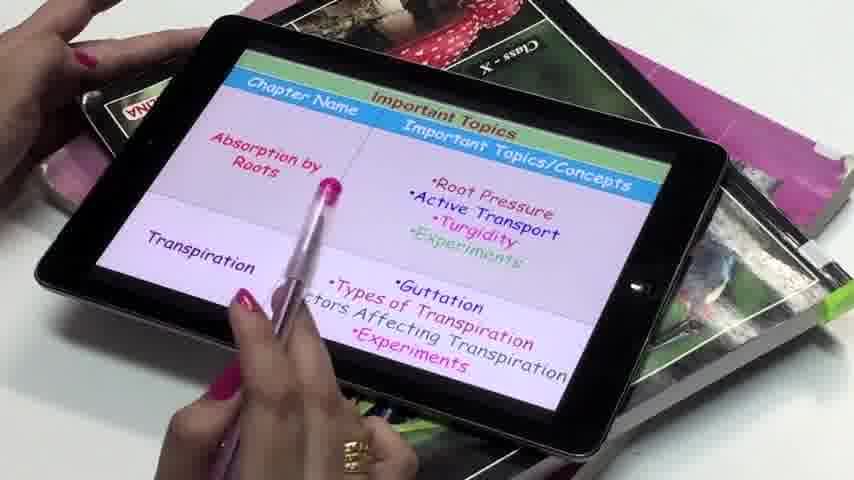 Class - X
Important Topics
Chapter Name
Important Topics/Concepts
Absorption by
Roots
•Root Pressure
•Active Transport
•Turgidity
•Experiments
Transpiration
•Guttation
•Types of Transpiration
Affecting Transpiration
•Experiments